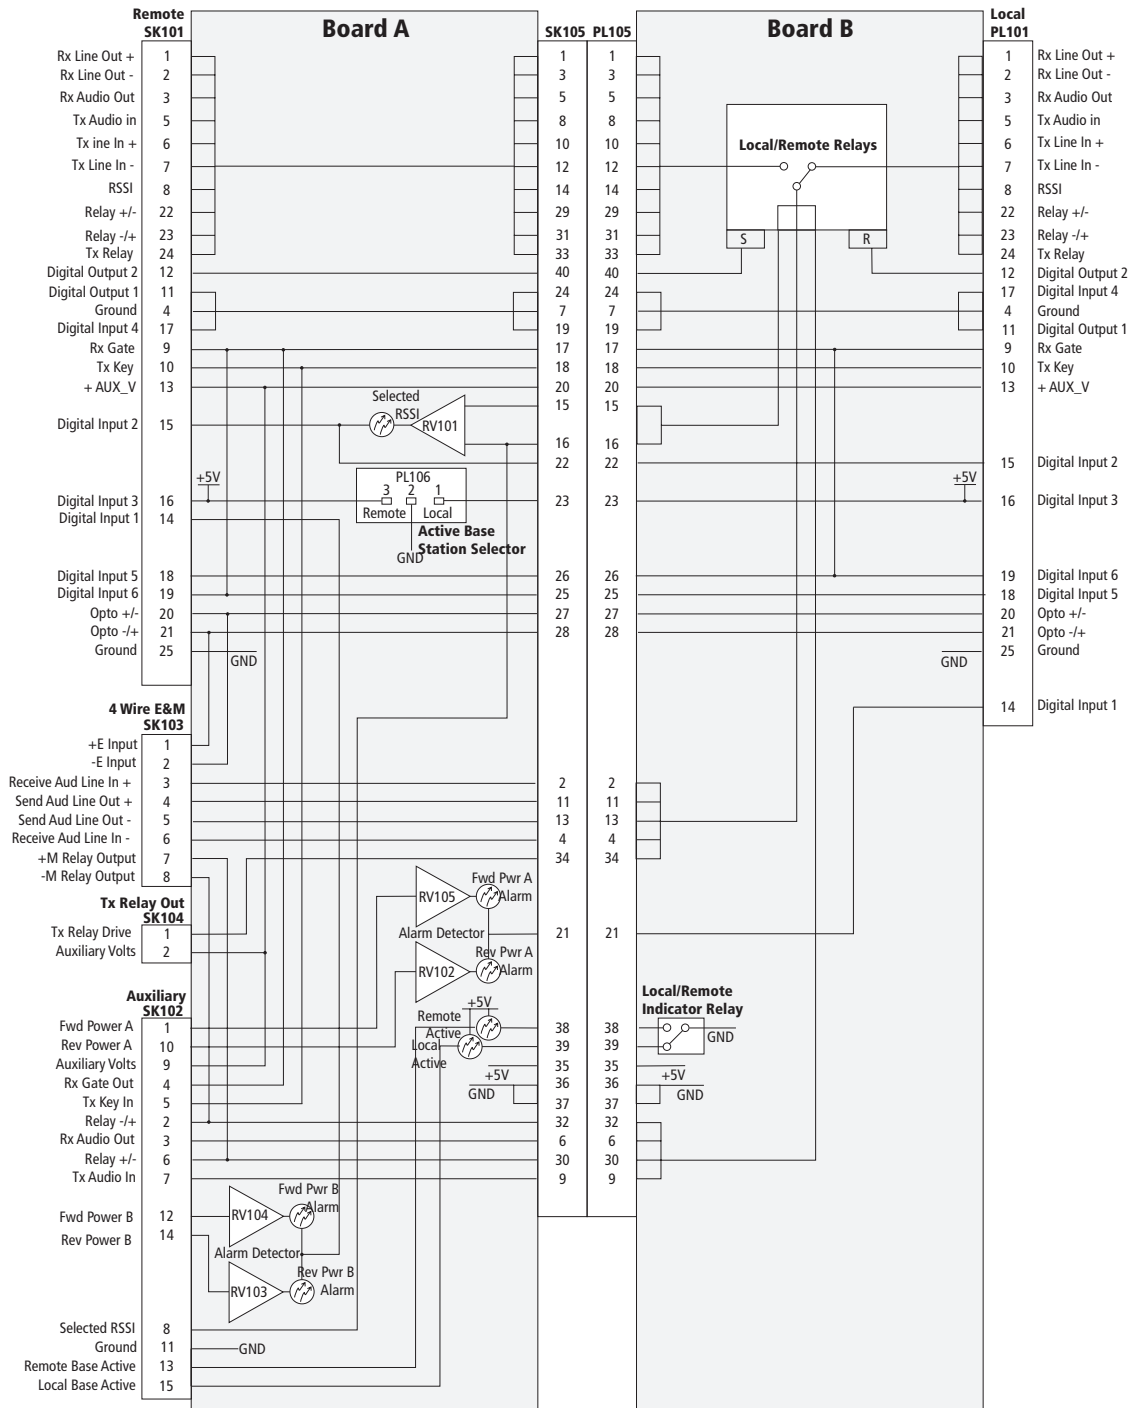 Remote
SK101
Board A
SK105 PL105
Board B
Local
PL101
Rx Line Out + 1 1 1 1 Rx Line Out +
Rx Line Out - 2 3 3 2 Rx Line Out -
Rx Audio Out 3 5 5 3 Rx Audio Out
Tx Audio in 5 8 8 5 Tx Audio in
Tx ine In + 6 10 10 6 Tx Line In +
Local/Remote Relays
Tx Line In - 7 12 12 7 Tx Line In -
RSSI 8 14 14 8 RSSI
Relay +/- 22 29 29 22 Relay +/-
Relay -/+ 23 31 31 23 Relay -/+
S R
Tx Relay 24 33 33 24 Tx Relay
Digital Output 2 12 40 40 12 Digital Output 2
Digital Output 1 11 24 24 17 Digital Input 4
Ground 4 7 7 4 Ground
Digital Input 4 17 19 19 11 Digital Output 1
Rx Gate 9 17 17 9 Rx Gate
Tx Key 10 18 18 10 Tx Key
+ AUX_V 13 20 20 13 + AUX_V
Selected
RSSI
15 15
Digital Input 2 15 RV101
16 16
22 22 15 Digital Input 2
+5V PL106 +5V
3 2 1
Digital Input 3 16 23 23 16 Digital Input 3
Remote Local
Digital Input 1 14
Active Base
Station Selector
GND
Digital Input 5 18 26 26 19 Digital Input 6
Digital Input 6 19 25 25 18 Digital Input 5
Opto +/- 20 27 27 20 Opto +/-
Opto -/+ 21 28 28 21 Opto -/+
Ground 25 GND GND 25 Ground
14 Digital Input 1
4 Wire E&M
SK103
+E Input 1
-E Input 2
Receive Aud Line In + 3 2 2
Send Aud Line Out + 4 11 11
Send Aud Line Out - 5 13 13
Receive Aud Line In - 6 4 4
+M Relay Output 7 34 34
-M Relay Output 8
Fwd Pwr A
Alarm
RV105
Tx Relay Out
SK104
Tx Relay Drive 1 Alarm Detector 21 21
Auxiliary Volts 2
Rev Pwr A
Alarm
RV102
Auxiliary
SK102
+5V
Remote
Active
Local
Active
Local/Remote
Indicator Relay
GND
Fwd Power A 1 38 38
Rev Power A 10 39 39
Auxiliary Volts 9 35 35
+5V +5V
Rx Gate Out 4 36 36
GND GND
Tx Key In 5 37 37
Relay -/+ 2 32 32
Rx Audio Out 3 6 6
Relay +/- 6 30 30
Tx Audio In 7 9 9
Fwd Pwr B
Alarm
Fwd Power B 12 RV104
Rev Power B 14
Alarm Detector
Rev Pwr B
Alarm
RV103
Selected RSSI 8
Ground 11 GND
Remote Base Active 13
Local Base Active 15